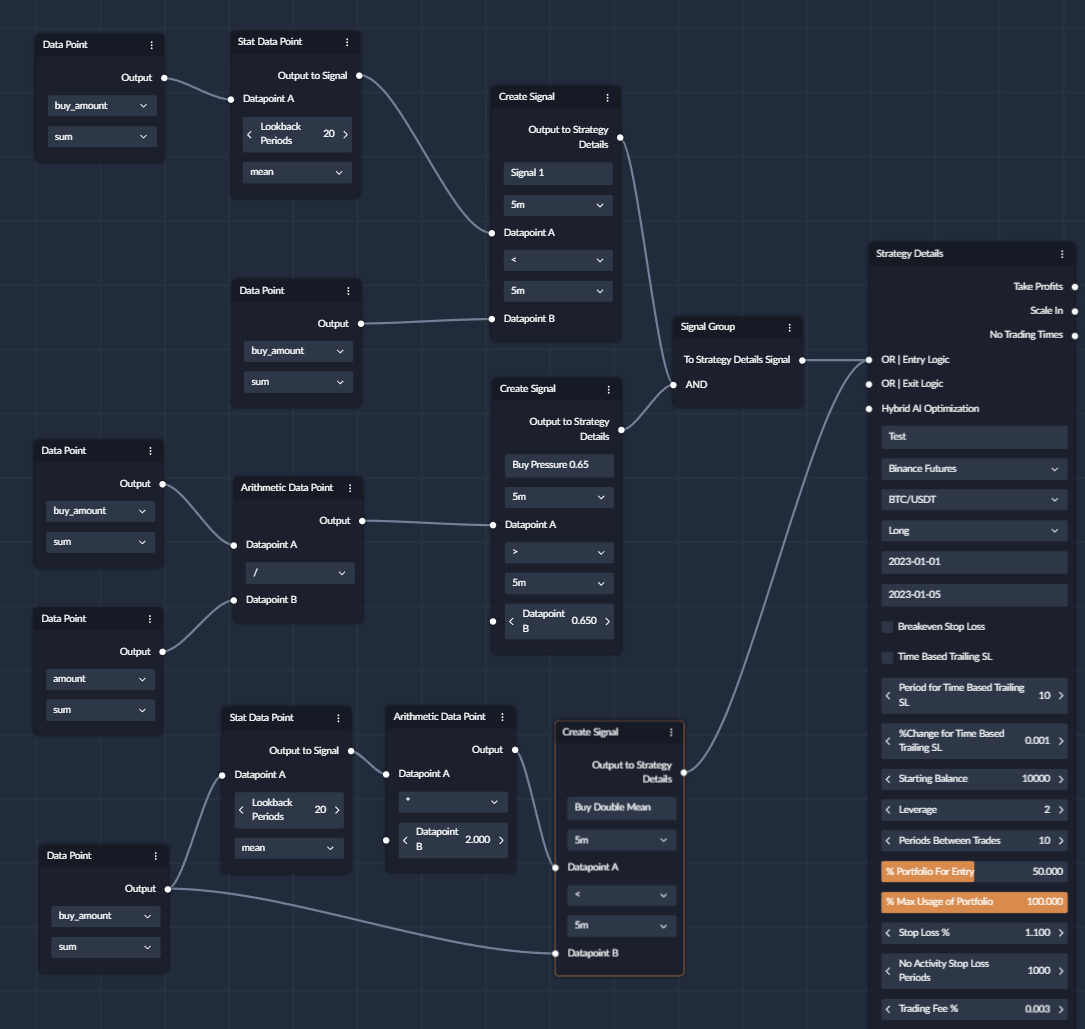 Data Point
Output
buy_amount
sum
Stat Data Point
Output to Signal
Datapoint A
Lookback
Periods
20
mean
Create Signal
Output to Strategy
Details
Signal 1
5m
Datapoint A
<
5m
Datapoint B
Data Point
Output
buy_amount
sum
Signal Group
To Strategy Details Signal
AND
Create Signal
Output to Strategy
Details
Buy Pressure 0.65
5m
Datapoint A
>
5m
Datapoint
B
0.650
Data Point
Output
buy_amount
sum
Arithmetic Data Point
Output
Datapoint A
/
Datapoint B
Data Point
Output
amount
sum
Stat Data Point
Output to Signal
Datapoint A
Lookback
Periods
20
mean
Arithmetic Data Point
Output
Datapoint A
*
Datapoint
B
2.000
Create Signal
Output to Strategy
Details
Buy Double Mean
5m
Datapoint A
<
5m
Datapoint B
Data Point
Output
buy_amount
sum
Strategy Details
Take Profits
Scale In
No Trading Times
OR | Entry Logic
OR | Exit Logic
Hybrid AI Optimization
Test
Binance Futures
BTC/USDT
Long
2023-01-01
2023-01-05
Breakeven Stop Loss
Time Based Trailing SL
Period for Time Based Trailing
SL
10
%Change for Time Based
Trailing SL
0.001
Starting Balance 10000
Leverage 2
Periods Between Trades 10
% Portfolio For Entry 50.000
% Max Usage of Portfolio 100.000
Stop Loss % 1.100
No Activity Stop Loss
Periods
1000
Trading Fee % 0.003